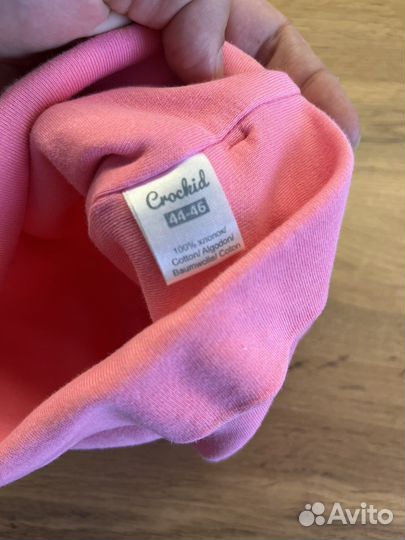 Crockid
44-46
100% хлопок/
Cotton/ Algodon/
Baumwolle/ Coton
Avito